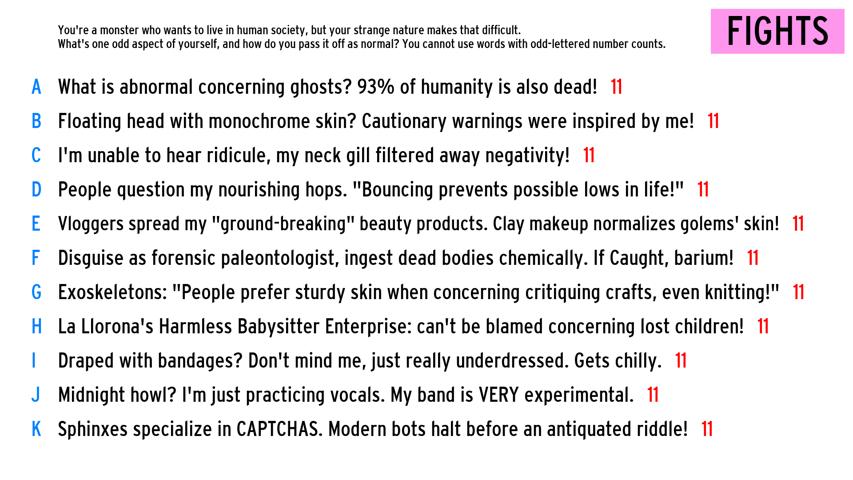 You're a monster who wants to live in human society, but your strange nature makes that difficult.
What's one odd aspect of yourself, and how do you pass it off as normal? You cannot use words with odd-lettered number counts.
FIGHTS
A What is abnormal concerning ghosts? 93% of humanity is also dead! 11
B Floating head with monochrome skin? Cautionary warnings were inspired by me! 11
C I'm unable to hear ridicule, my neck gill filtered away negativity! 11
D People question my nourishing hops. "Bouncing prevents possible lows in life!" 11
E Vloggers spread my "ground-breaking" beauty products. Clay makeup normalizes golems' skin! 11
F Disguise as forensic paleontologist, ingest dead bodies chemically. If Caught, barium! 11
G Exoskeletons: "People prefer sturdy skin when concerning critiquing crafts, even knitting!" 11
H La Llorona's Harmless Babysitter Enterprise: can't be blamed concerning lost children! 11
I Draped with bandages? Don't mind me, just really underdressed. Gets chilly. 11
J Midnight howl? I'm just practicing vocals. My band is VERY experimental. 11
K Sphinxes specialize in CAPTCHAS. Modern bots halt before an antiquated riddle! 11